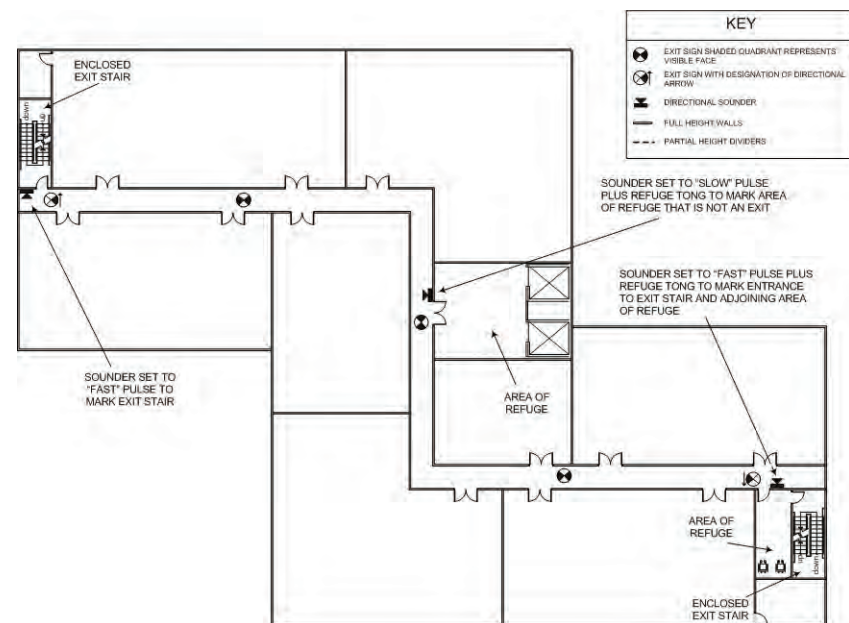 KEY
EXIT SIGN SHADED QUADRANT REPRESENTS
VISIBLE FACE
EXIT SIGN WITH DESIGNATION OF DIRECTIONAL
ARROW
DIRECTIONAL SOUNDER
FULL HEIGHT WALLS
PARTIAL HEIGHT DIVIDERS
ENCLOSED
EXIT STAIR
down
up
SOUNDER SET TO "SLOW" PULSE
PLUS REFUGE TONG TO MARK AREA
OF REFUGE THAT IS NOT AN EXIT
SOUNDER SET TO "FAST" PULSE PLUS
REFUGE TONG TO MARK ENTRANCE
TO EXIT STAIR AND ADJOINING AREA
OF REFUGE
SOUNDER SET TO
"FAST" PULSE TO
MARK EXIT STAIR
AREA OF
REFUGE
AREA OF
REFUGE
up
down
ENCLOSED
EXIT STAIR